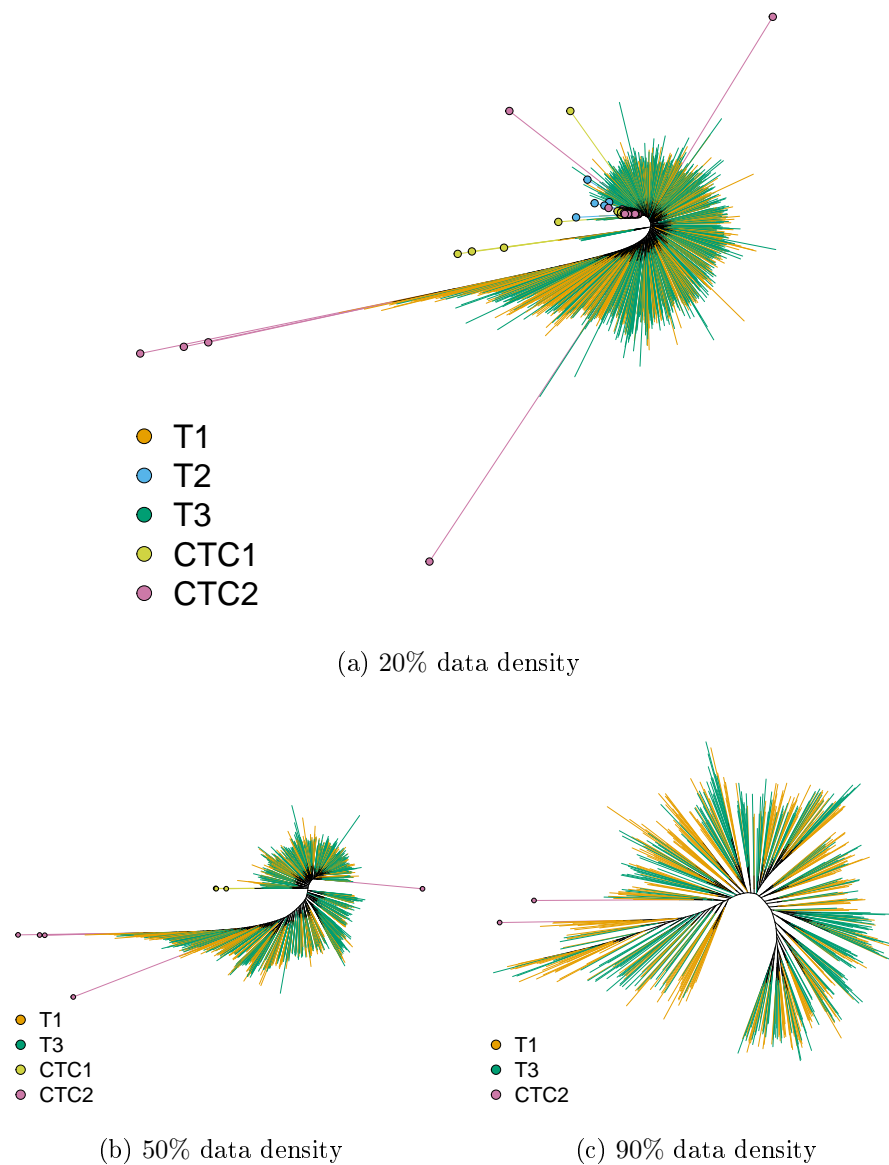 T1
T2
T3
CTC1
CTC2
(a) 20% data density
T1
T3
CTC1
CTC2
(b) 50% data density
T1
T3
CTC2
(c) 90% data density